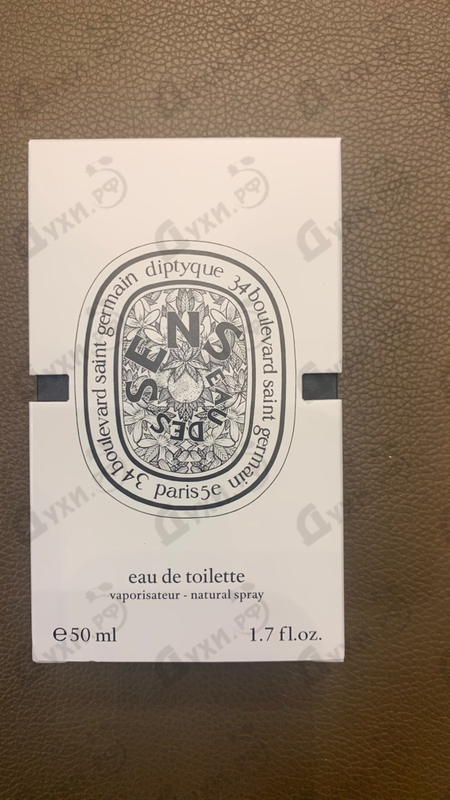 diptyque 34 boulevard saint germain paris5e 34 boulevard saint germain
EAU DES
SENS
eau de toilette
vaporisateur - natural spray
℮50 ml
1.7 fl.oz.
Духи.рф